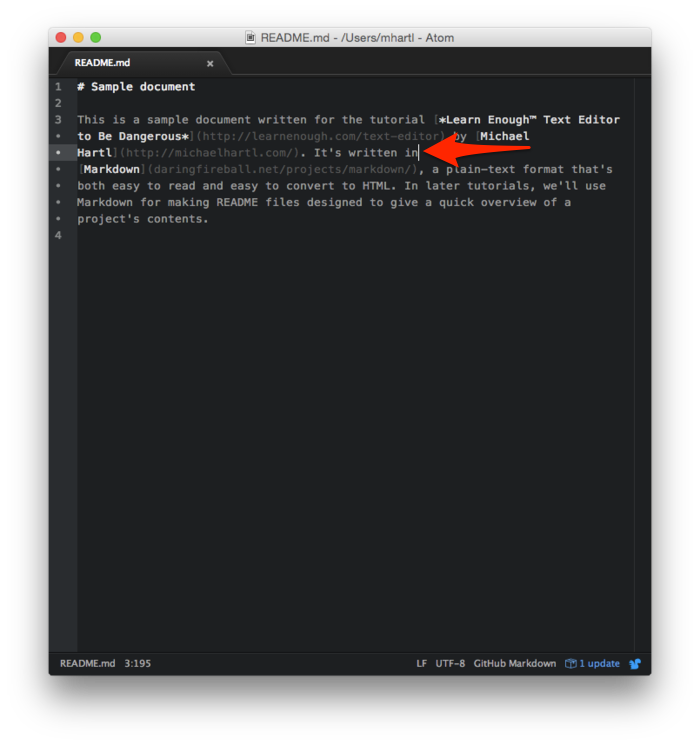 README.md - /Users/mhartl - Atom
README.md
1 # Sample document
2
3 This is a sample document written for the tutorial [*Learn Enough™ Text Editor
• to Be Dangerous*](http://learnenough.com/text-editor) by [Michael
• Hartl](http://michaelhartl.com/). It's written in
• [Markdown](daringfireball.net/projects/markdown/), a plain-text format that's
• both easy to read and easy to convert to HTML. In later tutorials, we'll use
• Markdown for making README files designed to give a quick overview of a
• project's contents.
4
README.md 3:195 LF UTF-8 GitHub Markdown 1 update